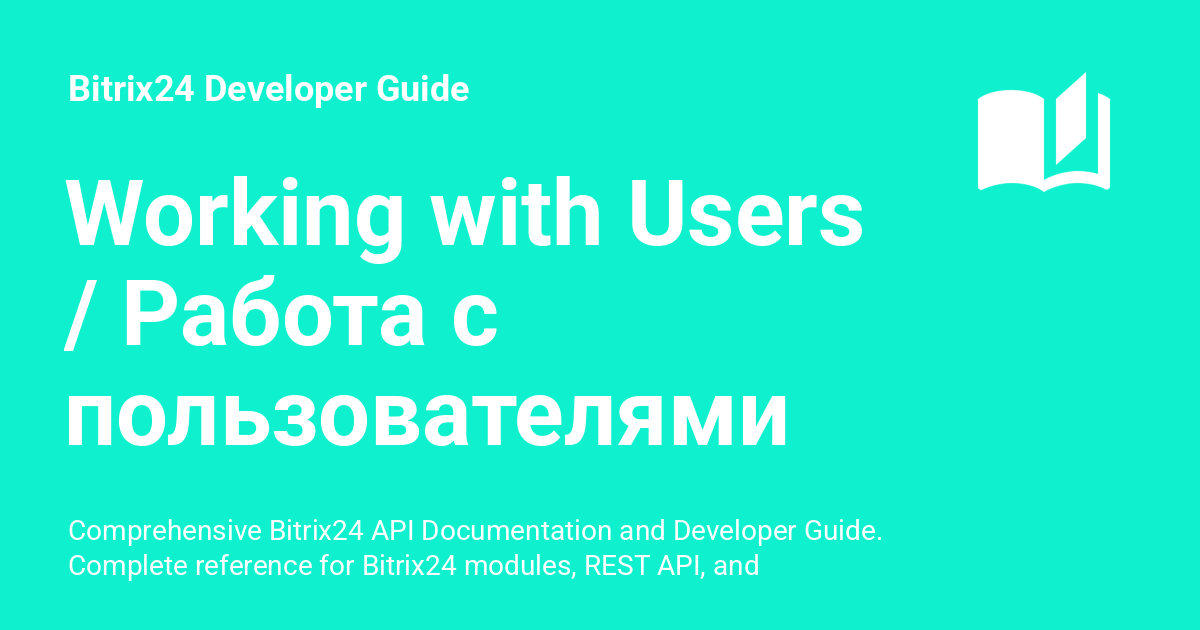 Bitrix24 Developer Guide
Working with Users
/ Работа с
пользователями
Comprehensive Bitrix24 API Documentation and Developer Guide.
Complete reference for Bitrix24 modules, REST API, and